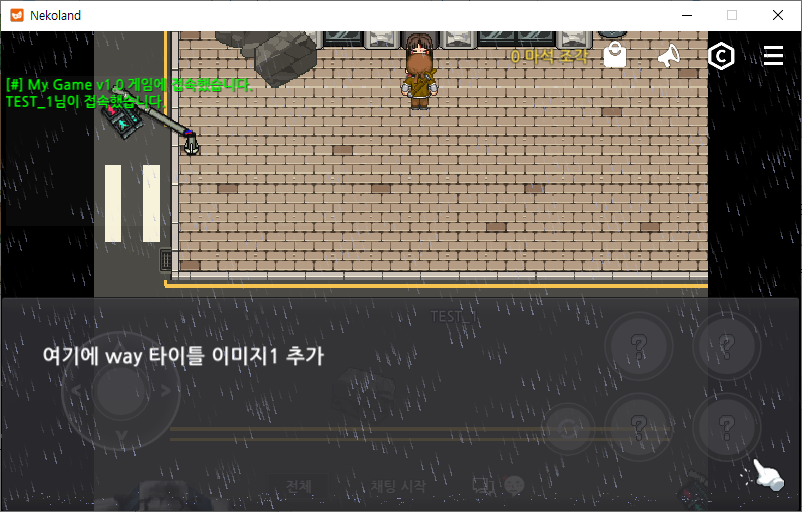 Nekoland
0 마석 조각
[#] My Game v1.0 게임에 접속했습니다.
TEST_1님이 접속했습니다.
TEST_
여기에 way 타이틀 이미지1 추가
? ?
? ?
전체
채팅 시작